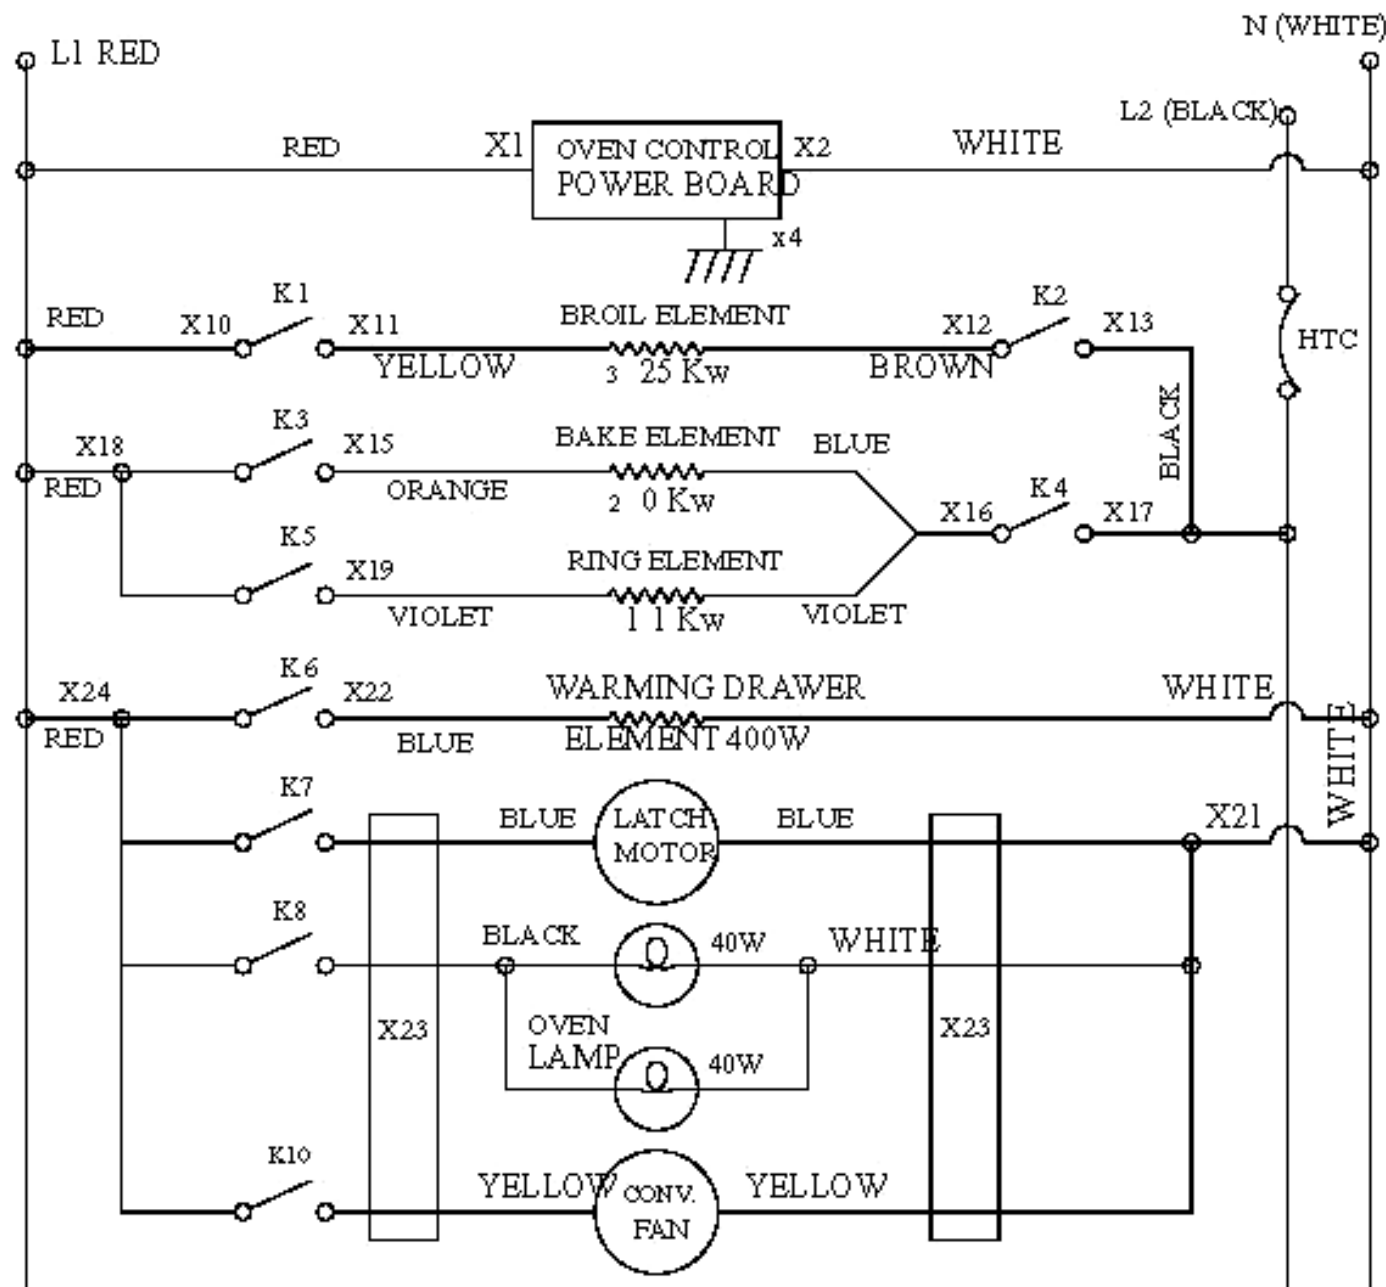 L1 RED
N (WHITE)
L2 (BLACK)
RED
X1
OVEN CONTROL
POWER BOARD
X2
WHITE
x4
RED
X10
K1
X11
YELLOW
BROIL ELEMENT
3 25 Kw
X12
BROWN
K2
X13
HTC
BLACK
X18
RED
K3
X15
ORANGE
BAKE ELEMENT
2 0 Kw
BLUE
X16
K4
X17
K5
X19
VIOLET
RING ELEMENT
1 1 Kw
VIOLET
X24
RED
K6
X22
BLUE
WARMING DRAWER
ELEMENT 400W
WHITE
WHITE
K7
BLUE
LATCH
MOTOR
BLUE
X21
K8
BLACK
40W
WHITE
X23
OVEN
LAMP
40W
X23
K10
YELLOW
CONV.
FAN
YELLOW